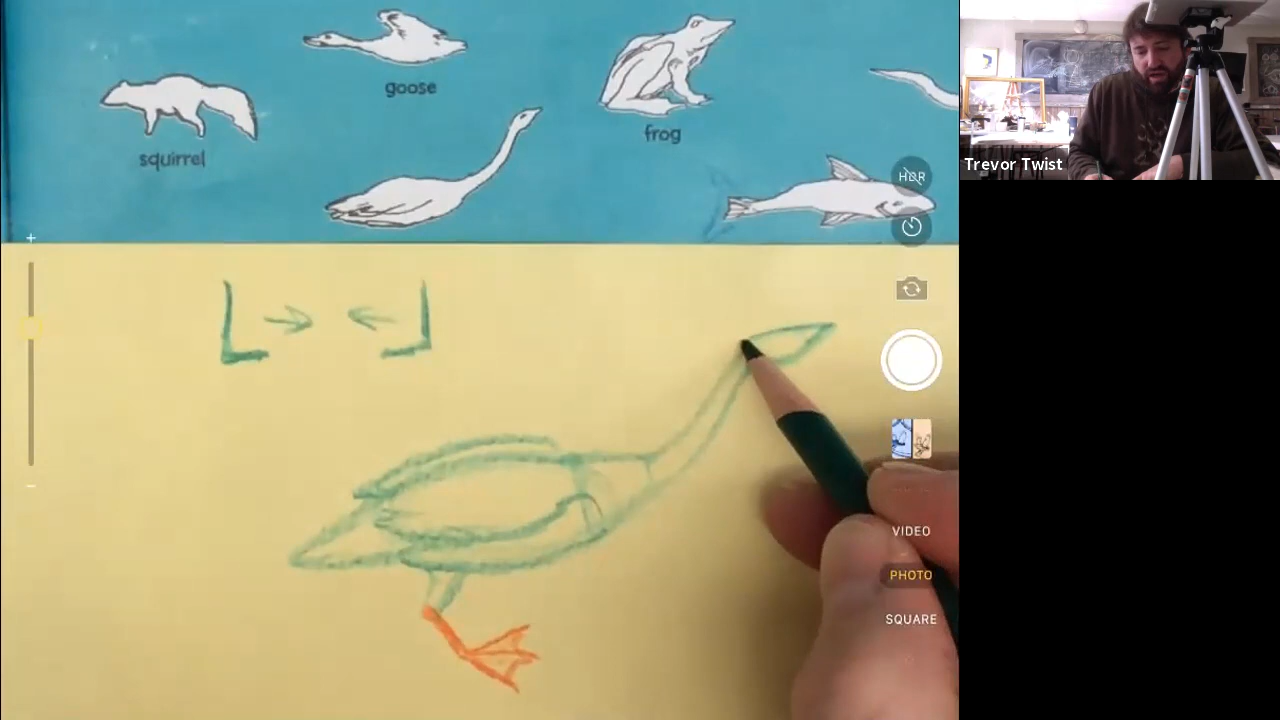 goose
squirrel
frog
Trevor Twist
HDR
VIDEO
PHOTO
SQUARE